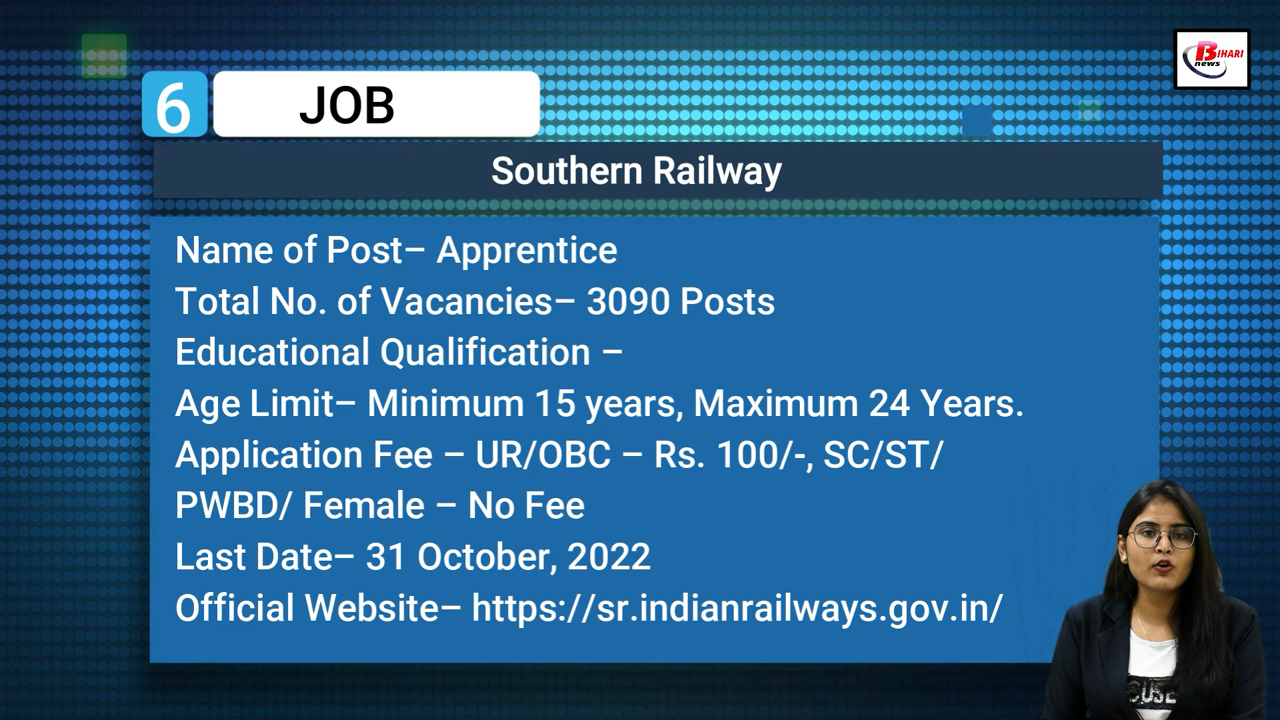 BIHARI
news
6 JOB
Southern Railway
Name of Post– Apprentice
Total No. of Vacancies– 3090 Posts
Educational Qualification –
Age Limit– Minimum 15 years, Maximum 24 Years.
Application Fee – UR/OBC – Rs. 100/-, SC/ST/
PWBD/ Female – No Fee
Last Date– 31 October, 2022
Official Website– https://sr.indianrailways.gov.in/